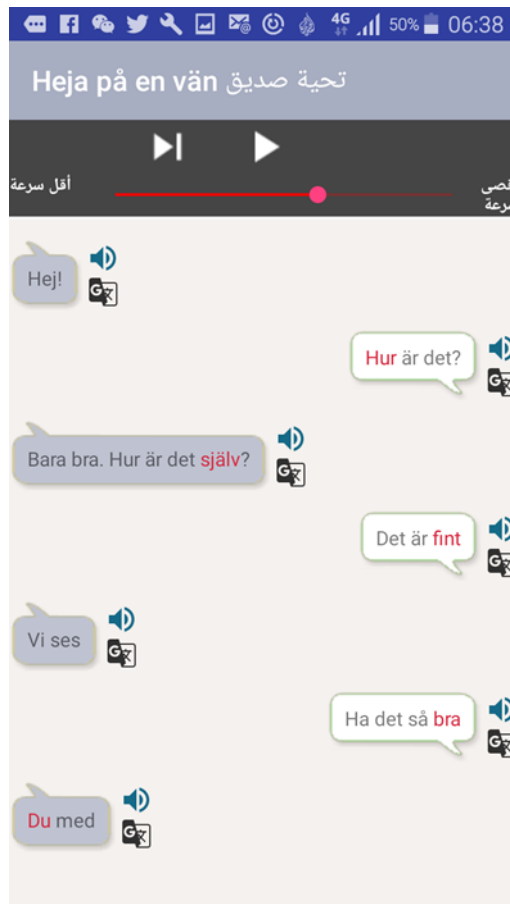 4G 50% 06:38
Heja på en vän تحية صديق
أقل سرعة
سرعة
Hej!
Hur är det?
Bara bra. Hur är det själv?
Det är fint
Vi ses
Ha det så bra
Du med